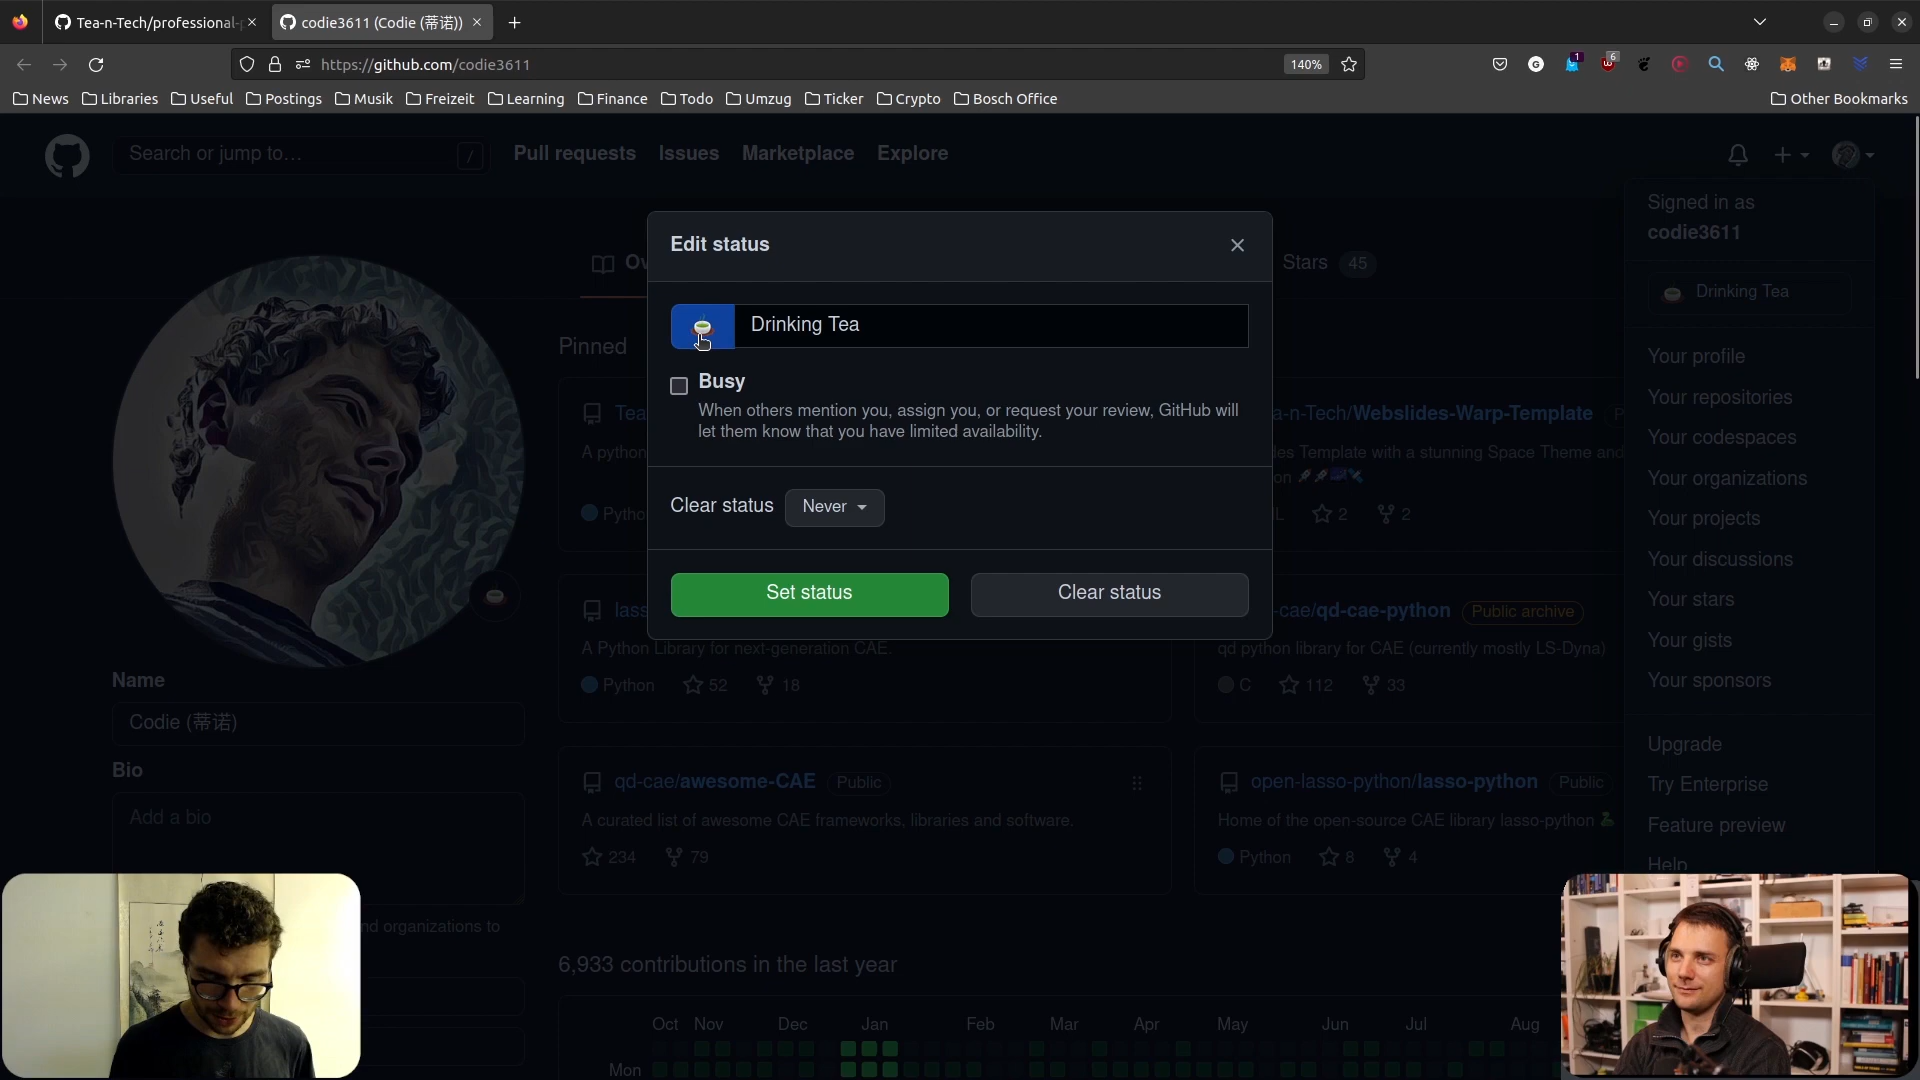 Tea-n-Tech/professional-
codie3611 (Codie (蒂诺))
https://github.com/codie3611
140%
1
6
News
Libraries
Useful
Postings
Musik
Freizeit
Learning
Finance
Todo
Umzug
Ticker
Crypto
Bosch Office
Other Bookmarks
Search or jump to…
/
Pull requests
Issues
Marketplace
Explore
Signed in as
codie3611
Drinking Tea
Your profile
Your repositories
Your codespaces
Your organizations
Your projects
Your discussions
Your stars
Your gists
Your sponsors
Upgrade
Try Enterprise
Feature preview
Help
Ov
Stars 45
Edit status
Drinking Tea
Busy
When others mention you, assign you, or request your review, GitHub will
let them know that you have limited availability.
Clear status
Never
Set status
Clear status
Pinned
Tea
A python
Pytho
a-n-Tech/Webslides-Warp-Template
P
es Template with a stunning Space Theme and
on
L
2
2
lass
A Python Library for next-generation CAE.
Python
52
18
-cae/qd-cae-python
Public archive
qd python library for CAE (currently mostly LS-Dyna)
C
112
33
qd-cae/awesome-CAE
Public
A curated list of awesome CAE frameworks, libraries and software.
234
79
open-lasso-python/lasso-python
Public
Home of the open-source CAE library lasso-python
Python
8
4
Name
Codie (蒂诺)
Bio
Add a bio
nd organizations to
6,933 contributions in the last year
Oct Nov Dec Jan Feb Mar Apr May Jun Jul Aug
Mon